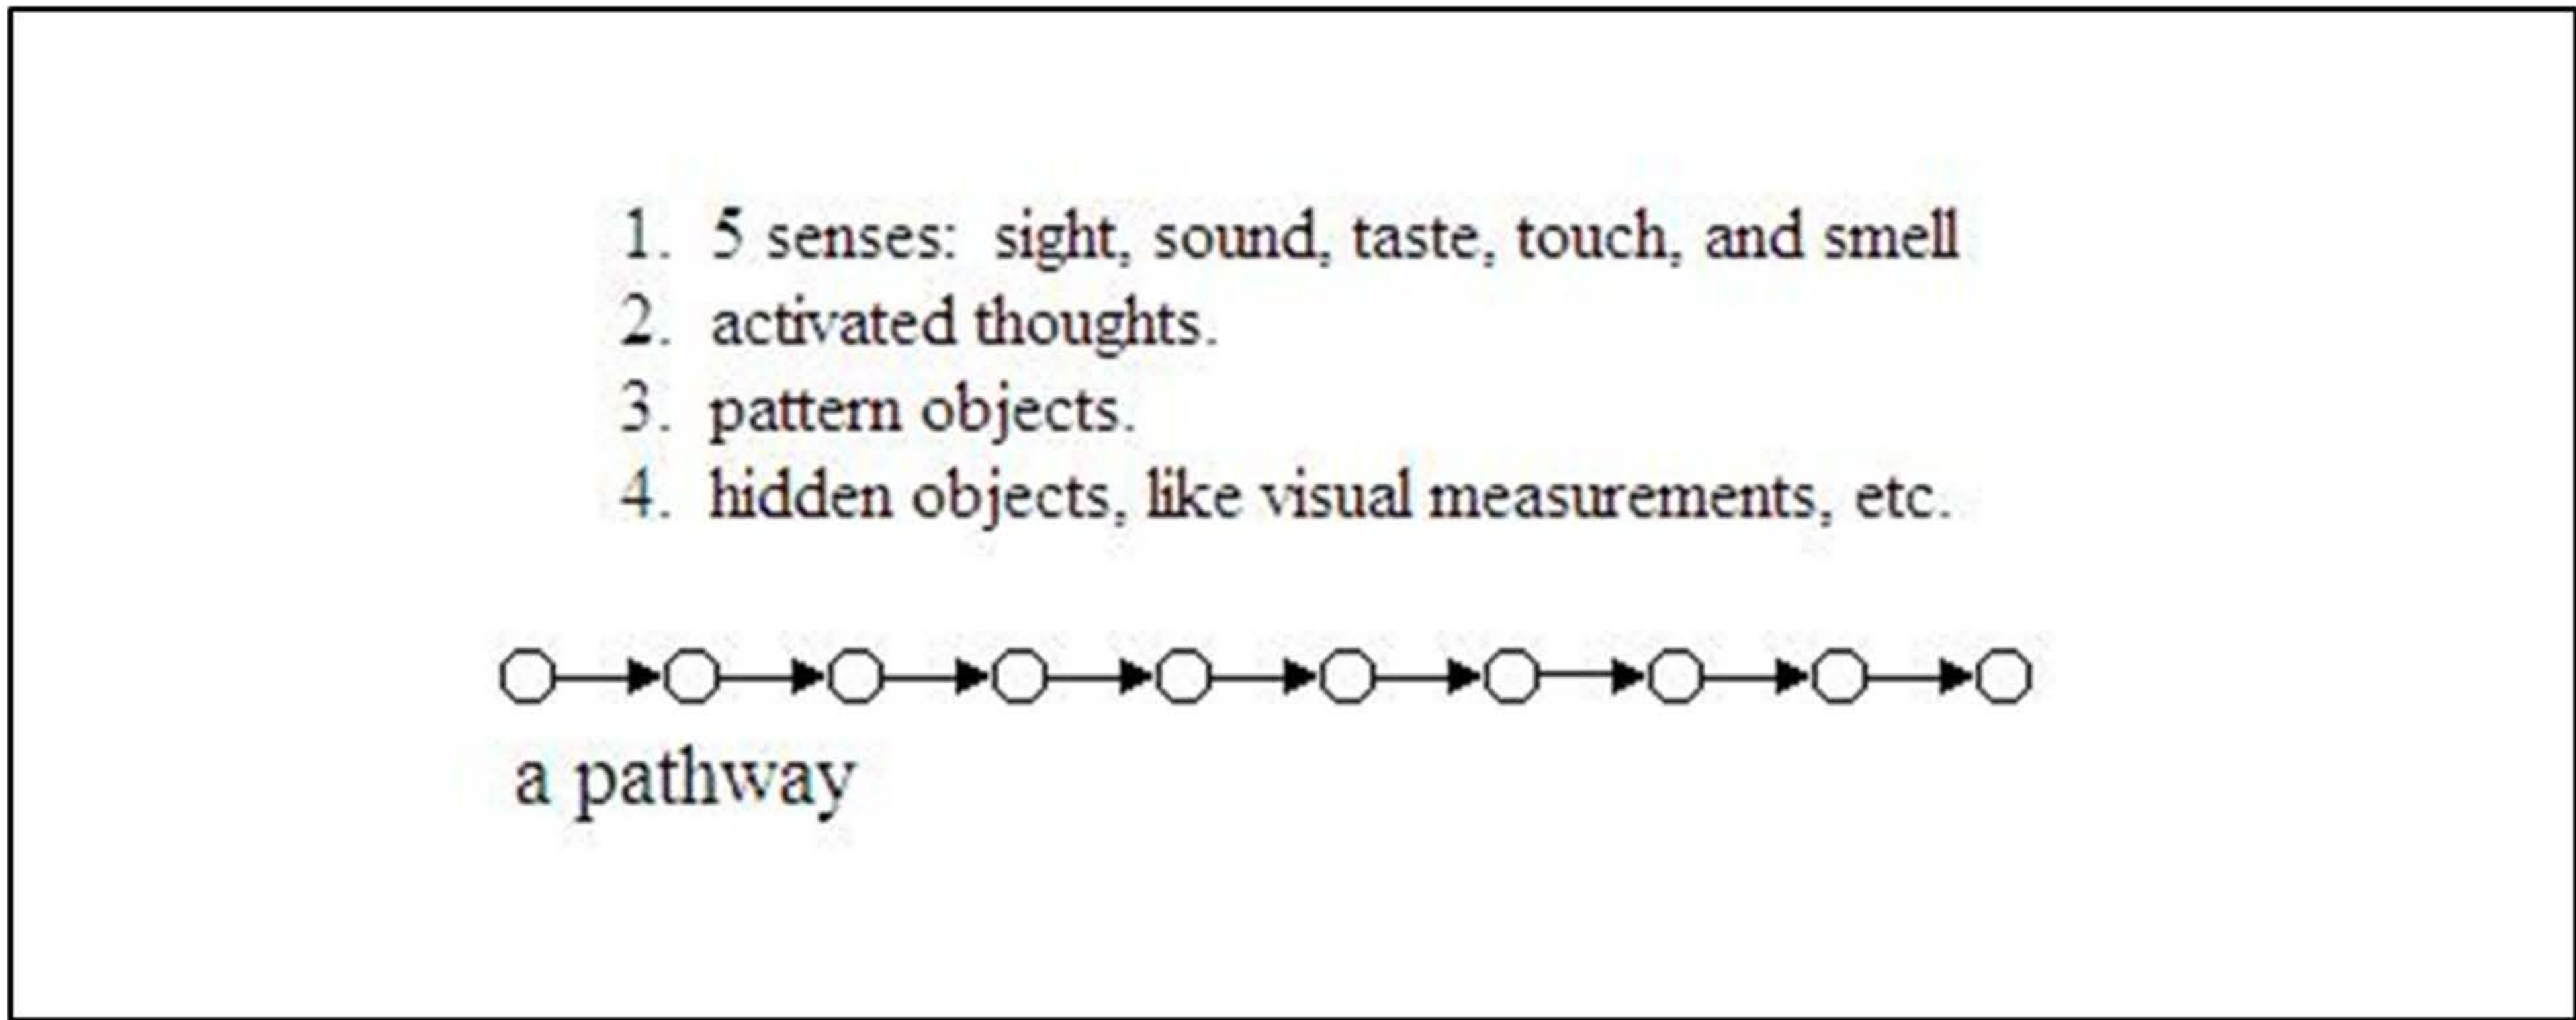 1. 5 senses: sight, sound, taste, touch, and smell
2. activated thoughts.
3. pattern objects.
4. hidden objects, like visual measurements, etc.
a pathway